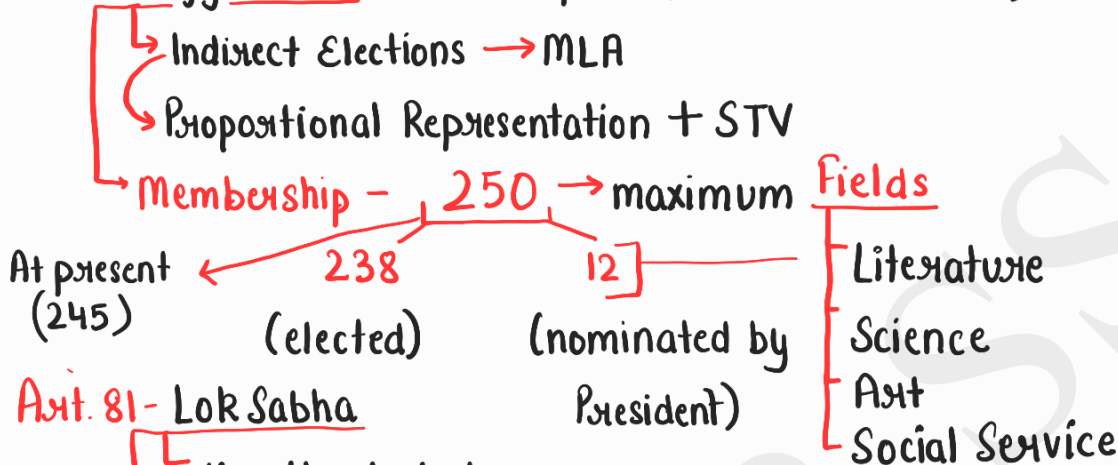 Indirect Elections → MLA
Proportional Representation + STV
Membership - 250 → maximum
Fields
238
12
At present
(245)
(elected)
(nominated by
President)
Literature
Science
Art
Social Service
Art. 81 - Lok Sabha